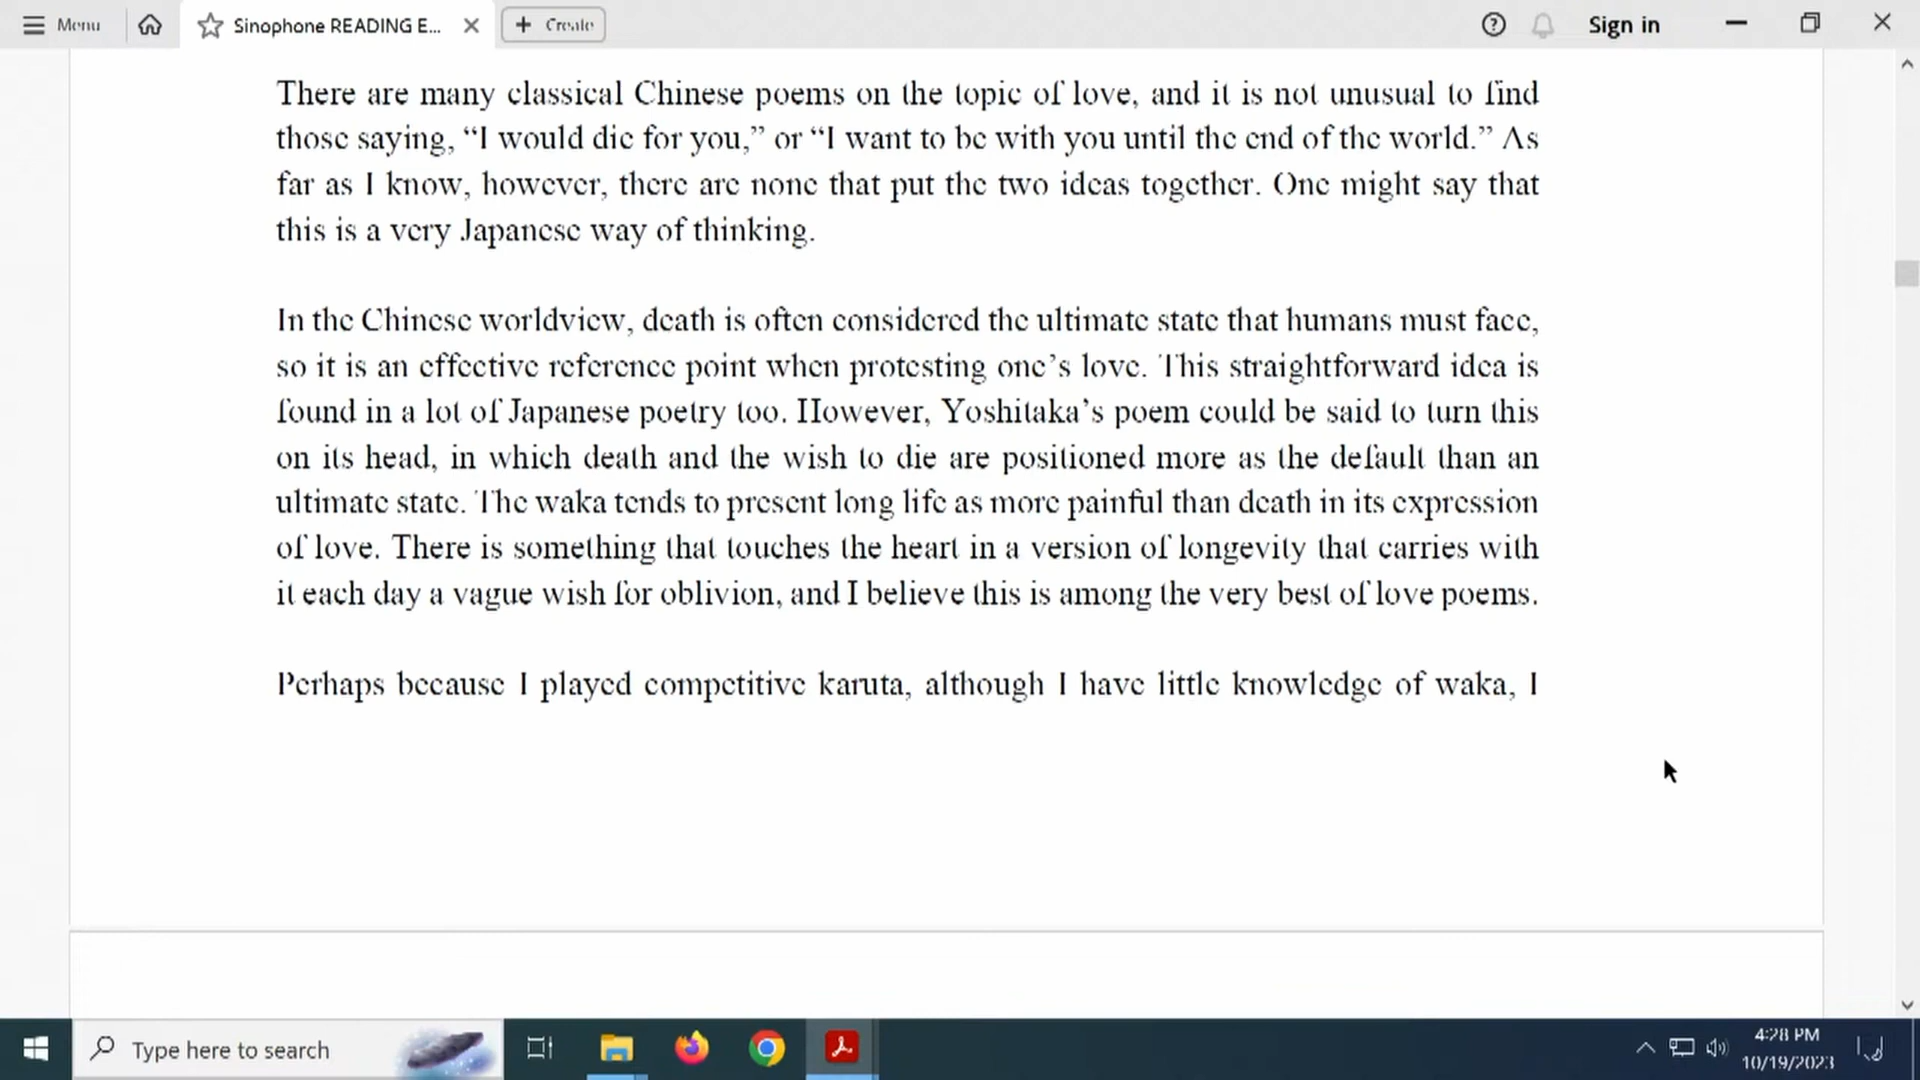 Menu
Sinophone READING E...
Create
Sign in
There are many classical Chinese poems on the topic of love, and it is not unusual to find
those saying, “I would die for you,” or “I want to be with you until the end of the world.” As
far as I know, however, there are none that put the two ideas together. One might say that
this is a very Japanese way of thinking.
In the Chinese worldview, death is often considered the ultimate state that humans must face,
so it is an effective reference point when protesting one’s love. This straightforward idea is
found in a lot of Japanese poetry too. However, Yoshitaka’s poem could be said to turn this
on its head, in which death and the wish to die are positioned more as the default than an
ultimate state. The waka tends to present long life as more painful than death in its expression
of love. There is something that touches the heart in a version of longevity that carries with
it each day a vague wish for oblivion, and I believe this is among the very best of love poems.
Perhaps because I played competitive karuta, although I have little knowledge of waka, I
Type here to search
4:28 PM
10/19/2023